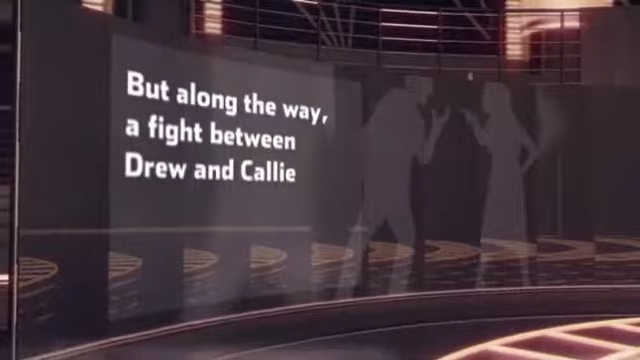 But along the way,
a fight between
Drew and Callie